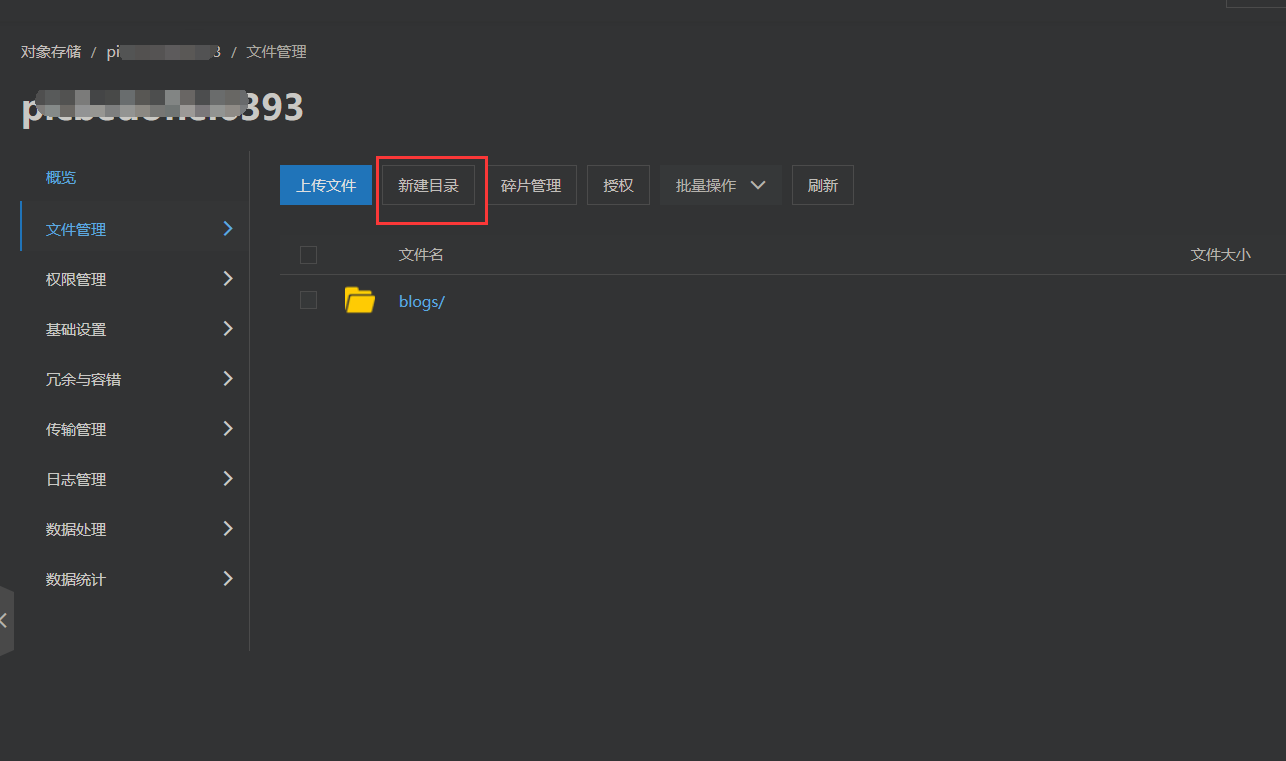 对象存储 / pi 3 / 文件管理
p 393
概览
文件管理
权限管理
基础设置
冗余与容错
传输管理
日志管理
数据处理
数据统计
上传文件 新建目录 碎片管理 授权 批量操作 刷新
文件名 文件大小
blogs/